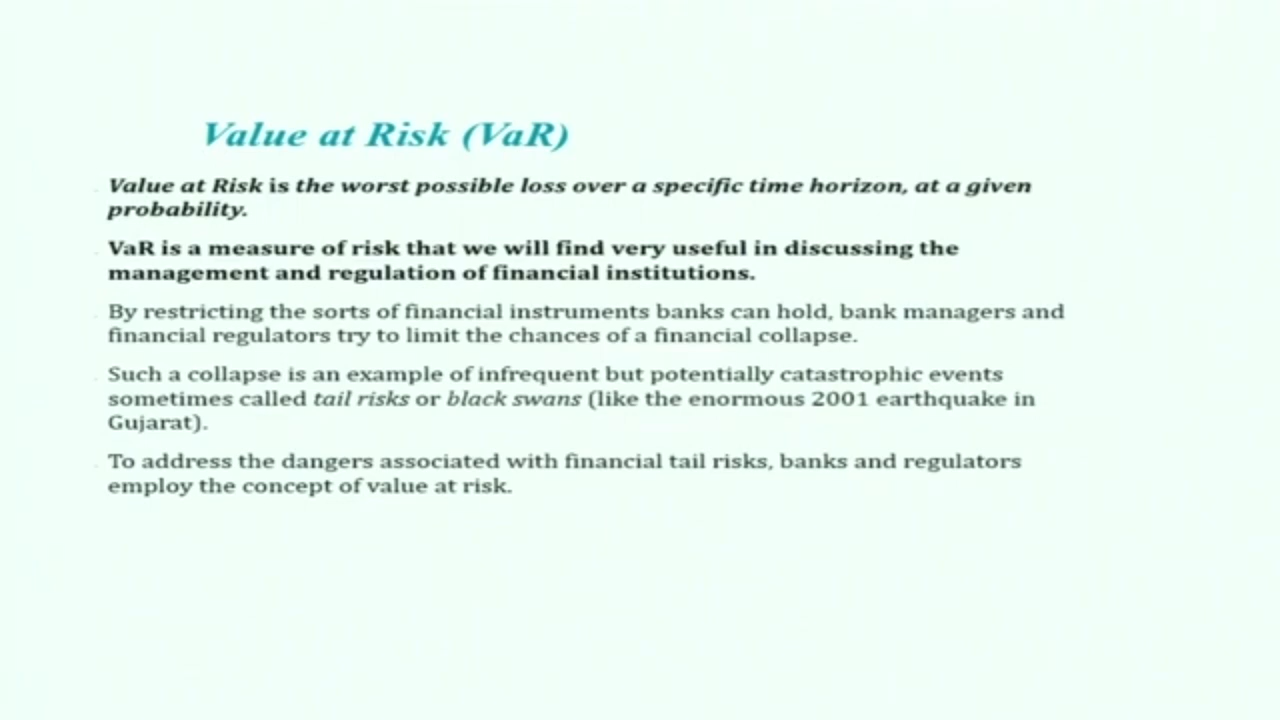 Value at Risk (VaR)
Value at Risk is the worst possible loss over a specific time horizon, at a given
probability.
VaR is a measure of risk that we will find very useful in discussing the
management and regulation of financial institutions.
By restricting the sorts of financial instruments banks can hold, bank managers and
financial regulators try to limit the chances of a financial collapse.
Such a collapse is an example of infrequent but potentially catastrophic events
sometimes called tail risks or black swans (like the enormous 2001 earthquake in
Gujarat).
To address the dangers associated with financial tail risks, banks and regulators
employ the concept of value at risk.